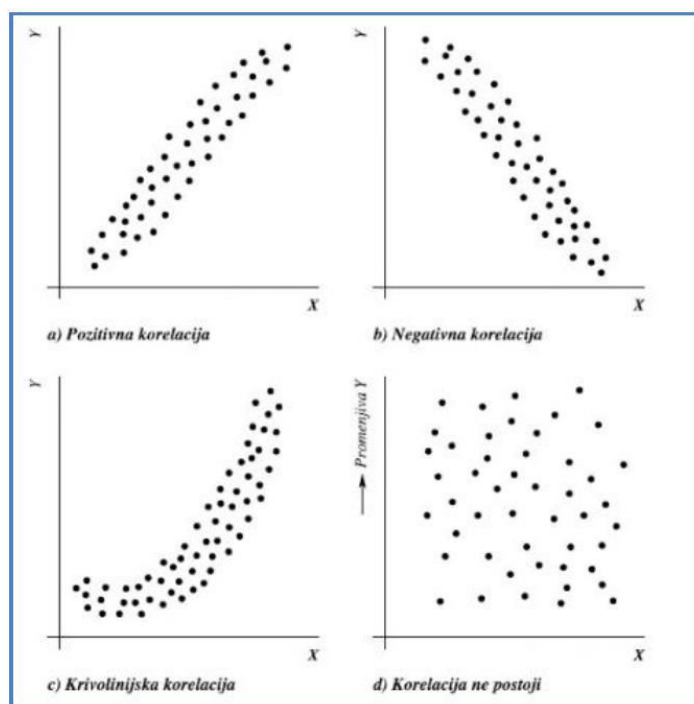 Y
X
a) Pozitivna korelacija
Y
X
b) Negativna korelacija
Y
X
c) Krivolinijska korelacija
Promenjiva Y
X
d) Korelacija ne postoji